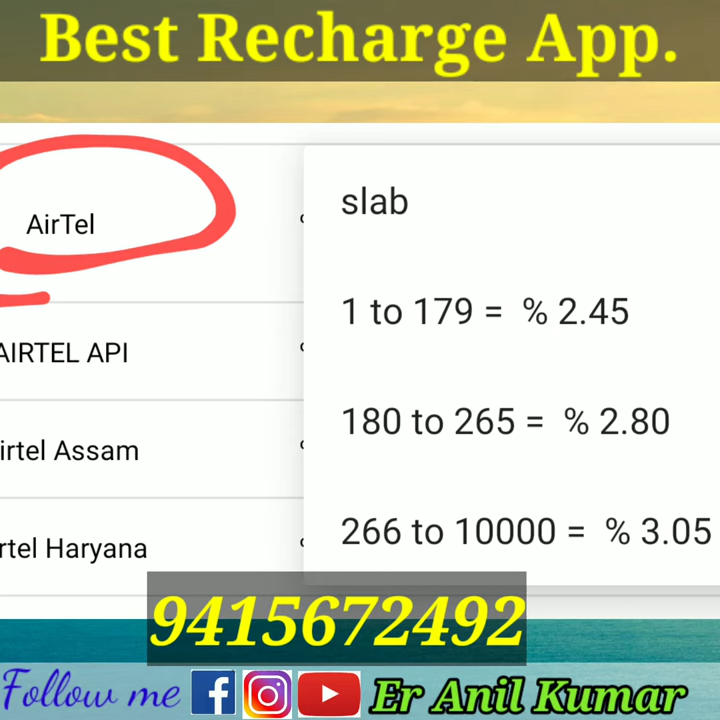 Best Recharge App.
AirTel
slab
1 to 179 = % 2.45
AIRTEL API
180 to 265 = % 2.80
irtel Assam
266 to 10000 = % 3.05
rtel Haryana
9415672492
Follow me f Er Anil Kumar